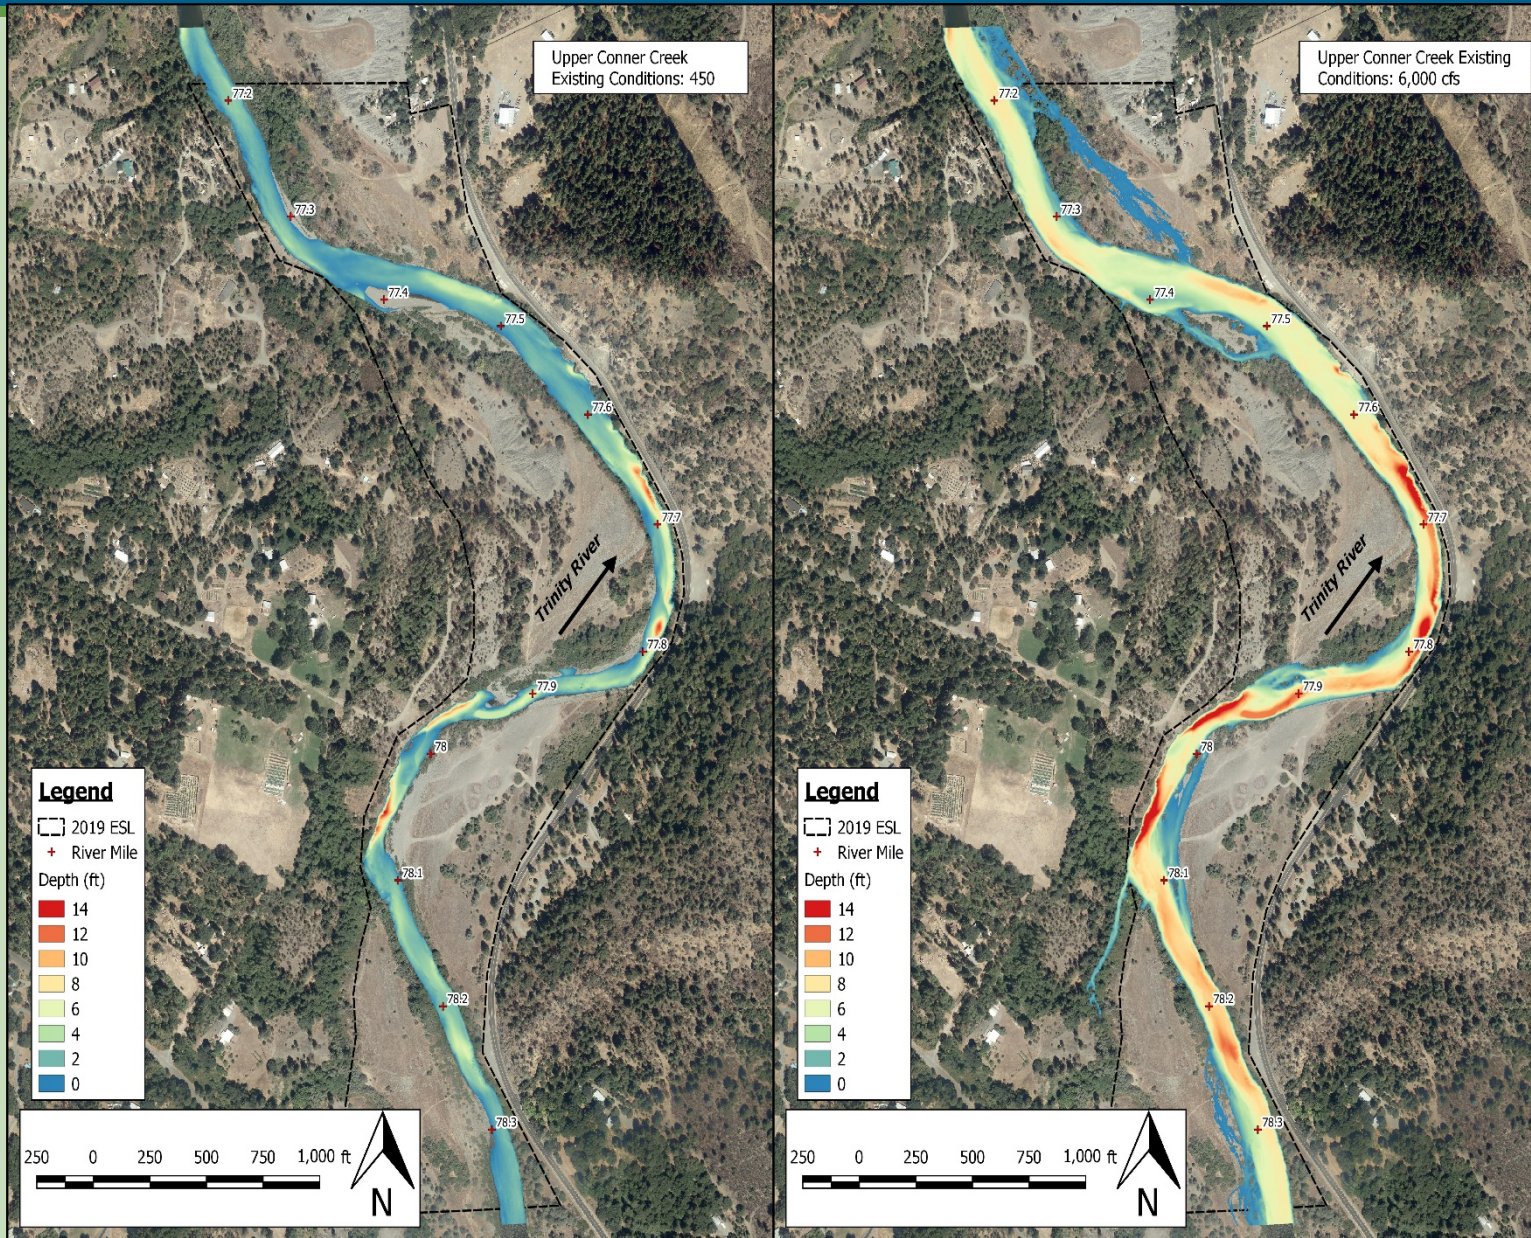 Upper Conner Creek
Existing Conditions: 450
77.2
77.3
77.4
77.5
77.6
77.7
Trinity River
77.8
77.9
78
78.1
78.2
78.3
Legend
2019 ESL
River Mile
Depth (ft)
14
12
10
8
6
4
2
0
250 0 250 500 750 1,000 ft
N
Upper Conner Creek Existing
Conditions: 6,000 cfs
77.2
77.3
77.4
77.5
77.6
77.7
Trinity River
77.8
77.9
78
78.1
78.2
78.3
Legend
2019 ESL
River Mile
Depth (ft)
14
12
10
8
6
4
2
0
250 0 250 500 750 1,000 ft
N